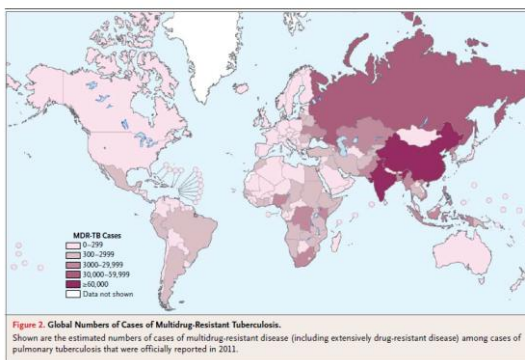 MDR-TB Cases
0–299
300–2999
3000–29,999
30,000–59,999
≥60,000
Data not shown
Figure 2. Global Numbers of Cases of Multidrug-Resistant Tuberculosis.
Shown are the estimated numbers of cases of multidrug-resistant disease (including extensively drug-resistant disease) among cases of
pulmonary tuberculosis that were officially reported in 2011.